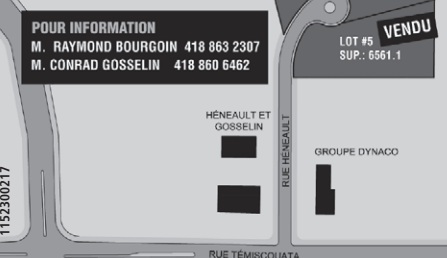 POUR INFORMATION
M. RAYMOND BOURGOIN 418 863 2307
M. CONRAD GOSSELIN 418 860 6462
VENDU
LOT #5
SUP.: 6561.1
HÉNEAULT ET
GOSSELIN
RUE HÉNEAULT
GROUPE DYNACO
1152300217
RUE TÉMISCOUATA